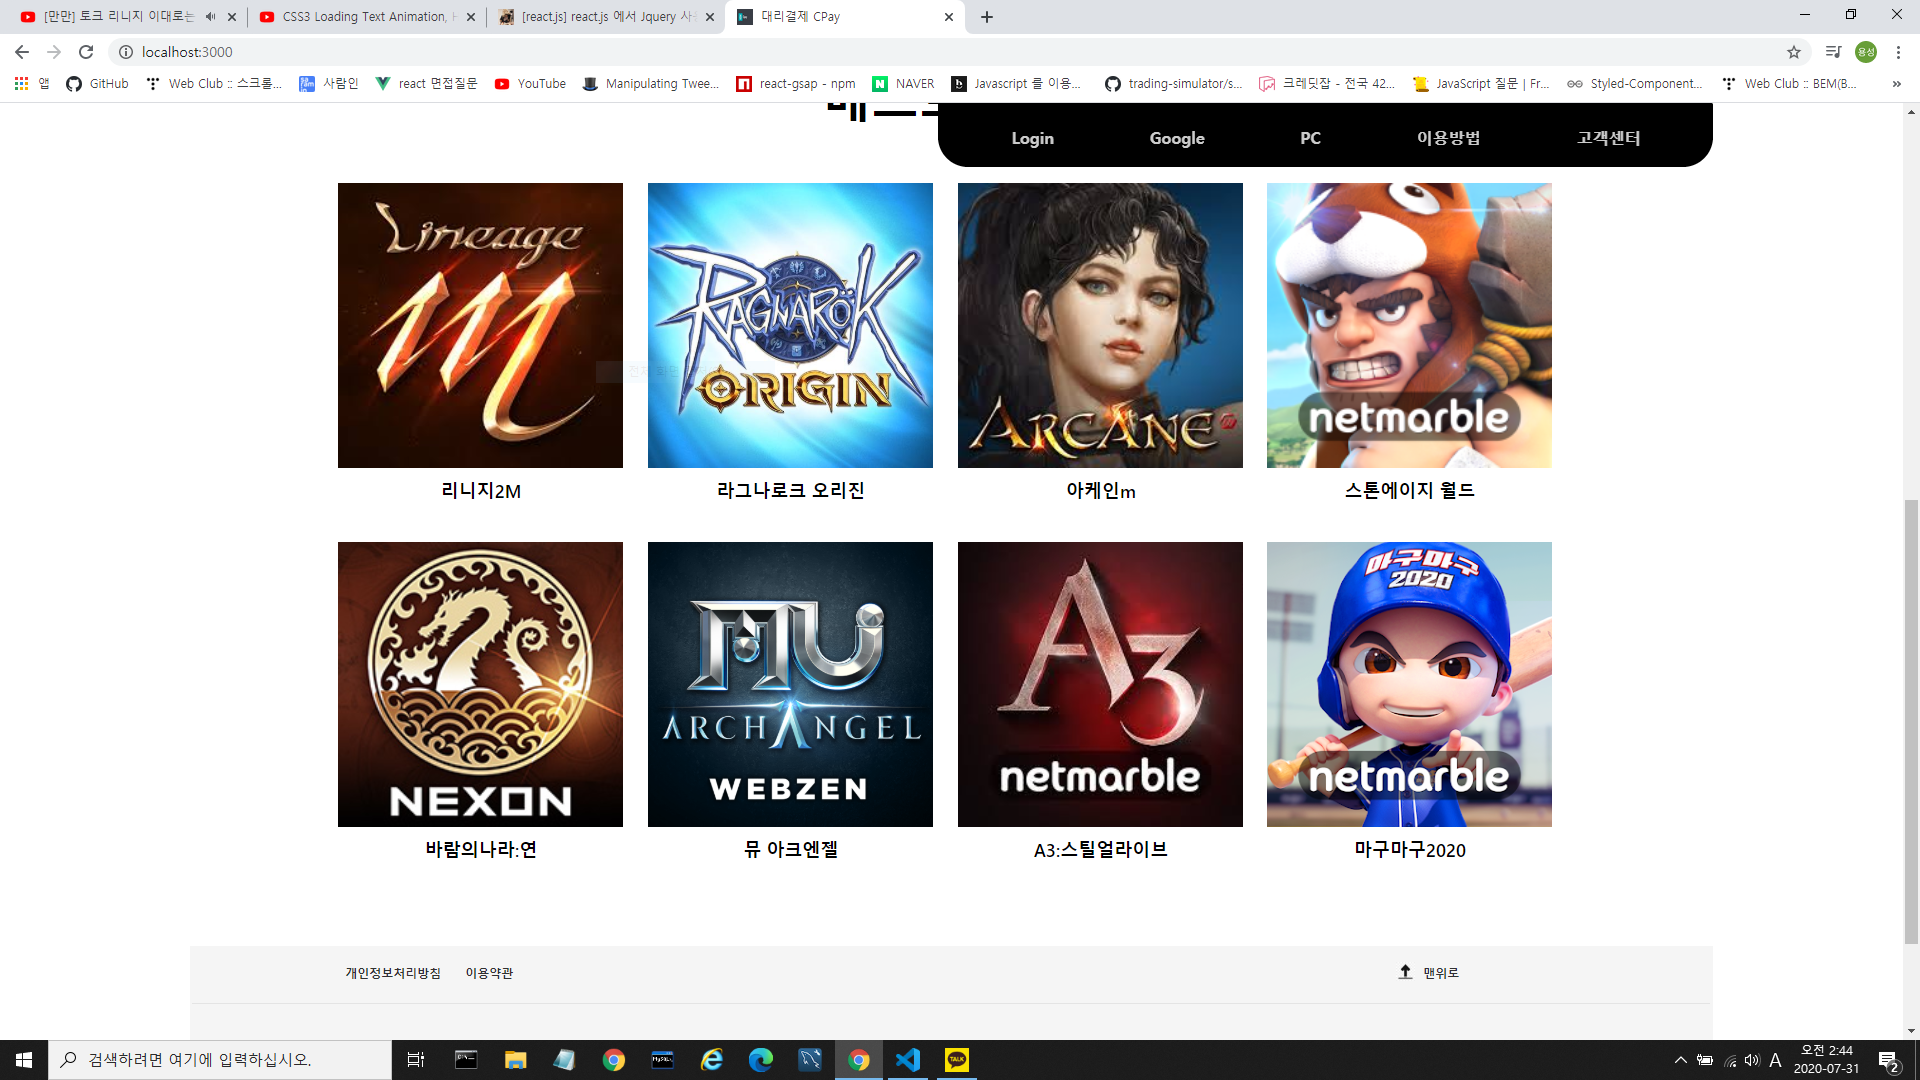 [만만] 토크 리니지 이대로는
CSS3 Loading Text Animation, H
[react.js] react.js 에서 Jquery 사용
대리결제 CPay
localhost:3000
용성
앱
GitHub
Web Club :: 스크롤...
사람인
react 면접질문
YouTube
Manipulating Twee...
react-gsap - npm
NAVER
Javascript 를 이용...
trading-simulator/s...
크레딧잡 - 전국 42...
JavaScript 질문 | Fr...
Styled-Component...
Web Club :: BEM(B...
Login
Google
PC
이용방법
고객센터
Lineage
M
RAGNARÖK
ORIGIN
ARCANE
netmarble
리니지2M
라그나로크 오리진
아케인m
스톤에이지 월드
NEXON
MU
ARCHANGEL
WEBZEN
A3
netmarble
마구마구
2020
netmarble
바람의나라:연
뮤 아크엔젤
A3:스틸얼라이브
마구마구2020
개인정보처리방침
이용약관
맨위로
검색하려면 여기에 입력하십시오.
MySQL
TALK
A
오전 2:44
2020-07-31
2